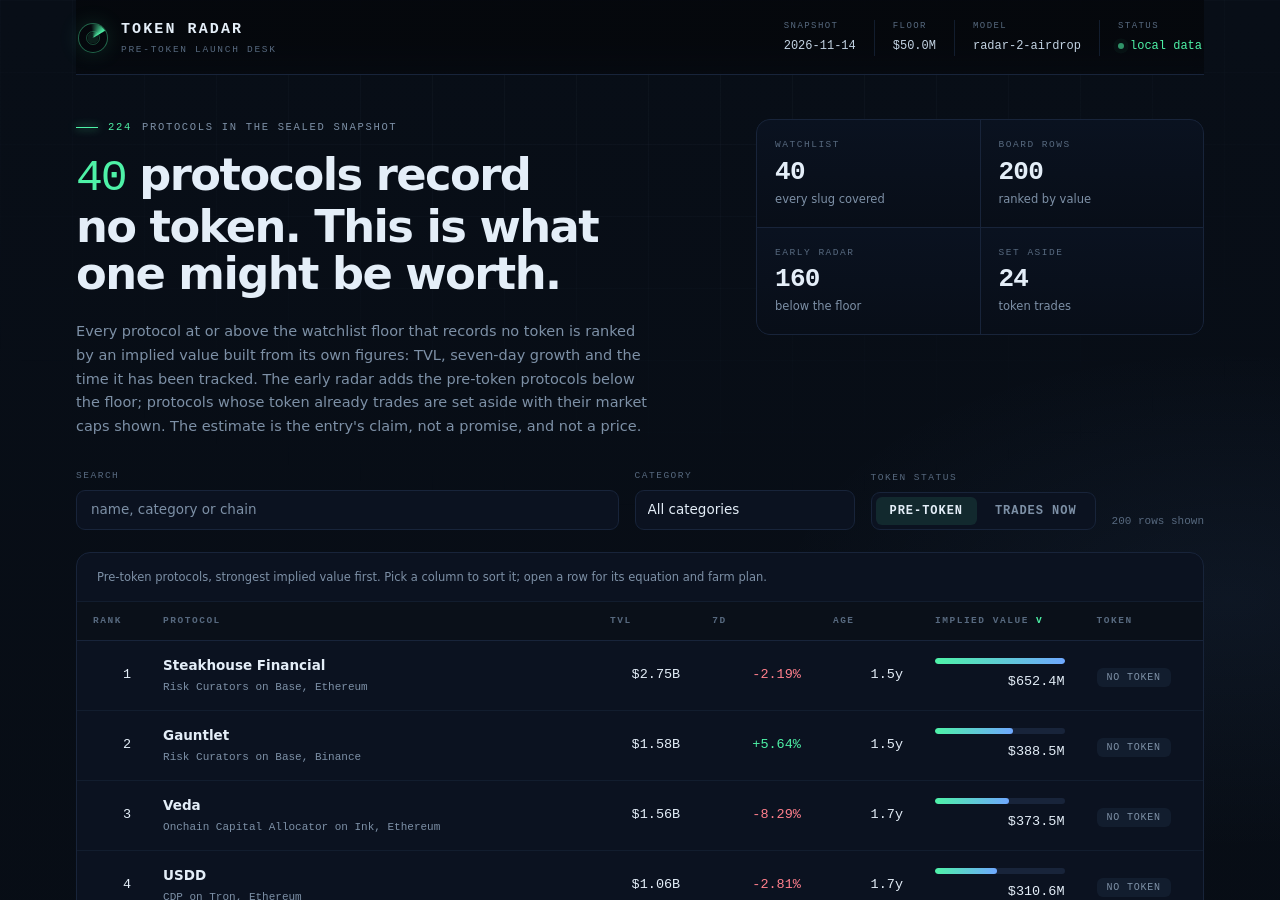 TOKEN RADAR
PRE-TOKEN LAUNCH DESK
SNAPSHOT
2026-11-14
FLOOR
$50.0M
MODEL
radar-2-airdrop
STATUS
local data
224 PROTOCOLS IN THE SEALED SNAPSHOT
40 protocols record
no token. This is what
one might be worth.
Every protocol at or above the watchlist floor that records no token is ranked
by an implied value built from its own figures: TVL, seven-day growth and the
time it has been tracked. The early radar adds the pre-token protocols below
the floor; protocols whose token already trades are set aside with their market
caps shown. The estimate is the entry's claim, not a promise, and not a price.
WATCHLIST
40
every slug covered
BOARD ROWS
200
ranked by value
EARLY RADAR
160
below the floor
SET ASIDE
24
token trades
SEARCH
name, category or chain
CATEGORY
All categories
TOKEN STATUS
PRE-TOKEN TRADES NOW
200 rows shown
Pre-token protocols, strongest implied value first. Pick a column to sort it; open a row for its equation and farm plan.
RANK PROTOCOL TVL 7D AGE IMPLIED VALUE V TOKEN
1 Steakhouse Financial $2.75B -2.19% 1.5y $652.4M NO TOKEN
Risk Curators on Base, Ethereum
2 Gauntlet $1.58B +5.64% 1.5y $388.5M NO TOKEN
Risk Curators on Base, Binance
3 Veda $1.56B -8.29% 1.7y $373.5M NO TOKEN
Onchain Capital Allocator on Ink, Ethereum
4 USDD $1.06B -2.81% 1.7y $310.6M NO TOKEN
CDP on Tron, Ethereum